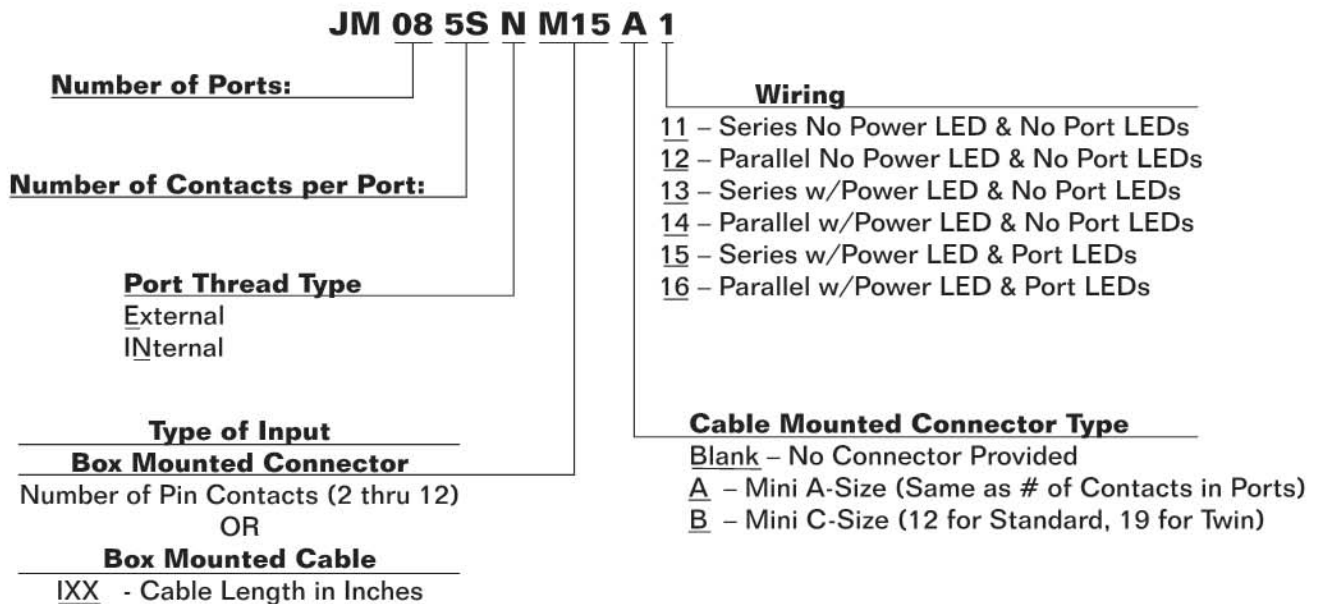 JM 08 5S N M15 A 1
Number of Ports:
Number of Contacts per Port:
Port Thread Type
External
INternal
Type of Input
Box Mounted Connector
Number of Pin Contacts (2 thru 12)
OR
Box Mounted Cable
IXX - Cable Length in Inches
Wiring
11 – Series No Power LED & No Port LEDs
12 – Parallel No Power LED & No Port LEDs
13 – Series w/Power LED & No Port LEDs
14 – Parallel w/Power LED & No Port LEDs
15 – Series w/Power LED & Port LEDs
16 – Parallel w/Power LED & Port LEDs
Cable Mounted Connector Type
Blank – No Connector Provided
A – Mini A-Size (Same as # of Contacts in Ports)
B – Mini C-Size (12 for Standard, 19 for Twin)